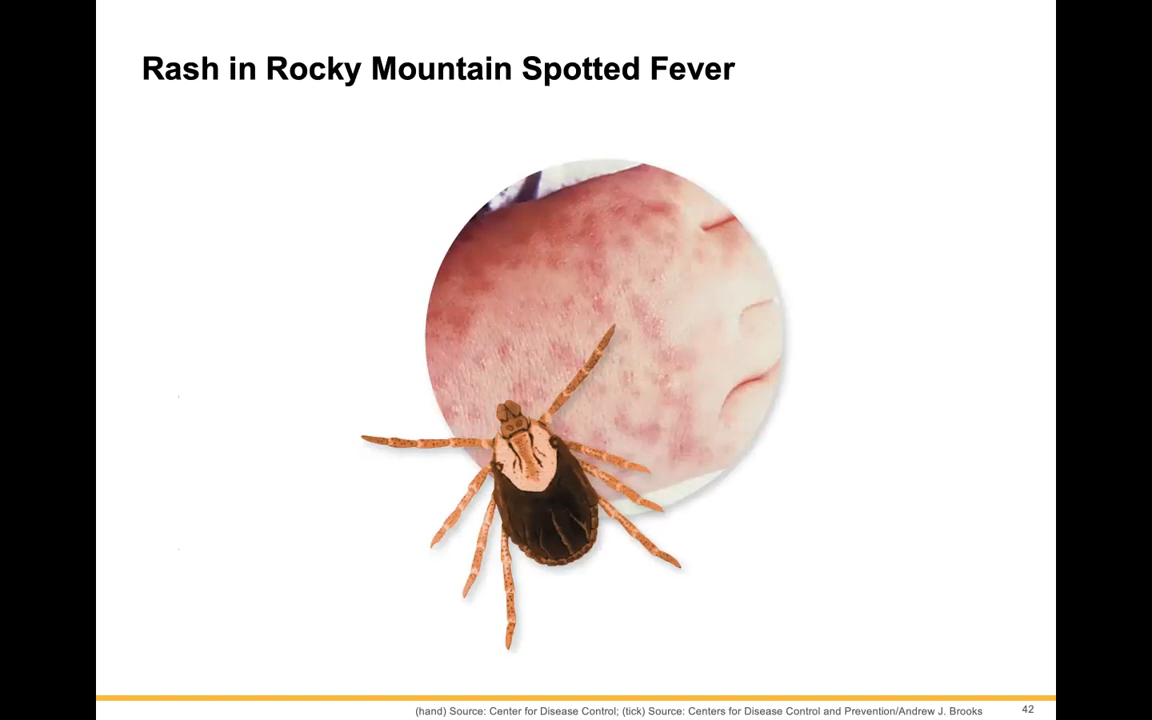 Rash in Rocky Mountain Spotted Fever
(hand) Source: Center for Disease Control; (tick) Source: Centers for Disease Control and Prevention/Andrew J. Brooks
42